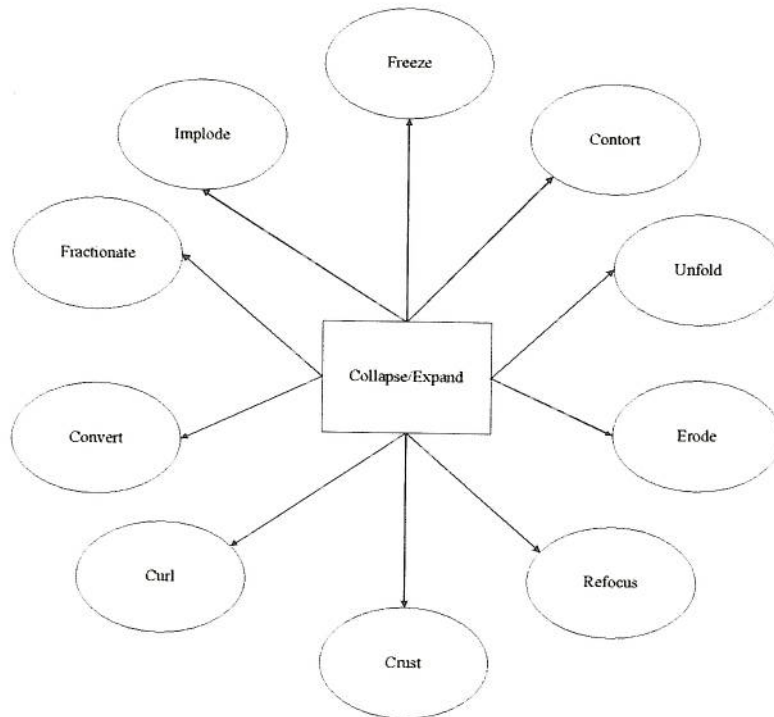 Freeze
Implode
Contort
Fractionate
Unfold
Collapse/Expand
Convert
Erode
Curl
Refocus
Crust